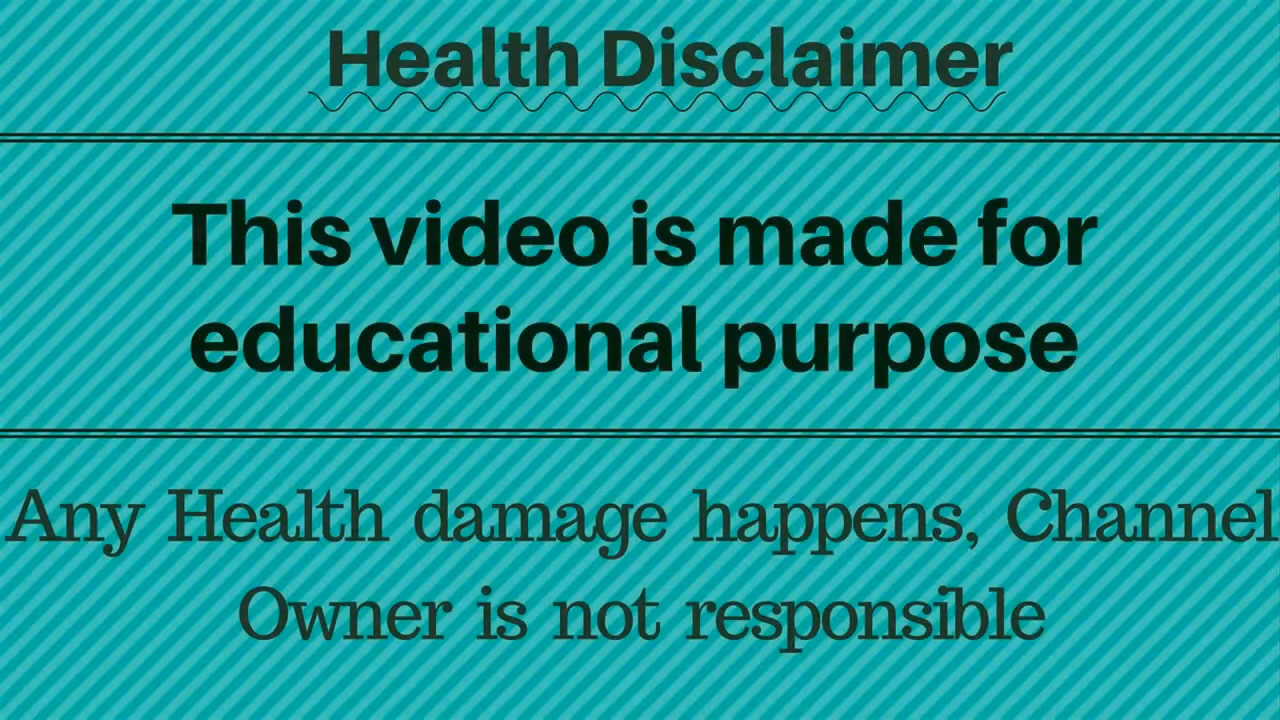 Health Disclaimer
This video is made for
educational purpose
Any Health damage happens, Channel
Owner is not responsible